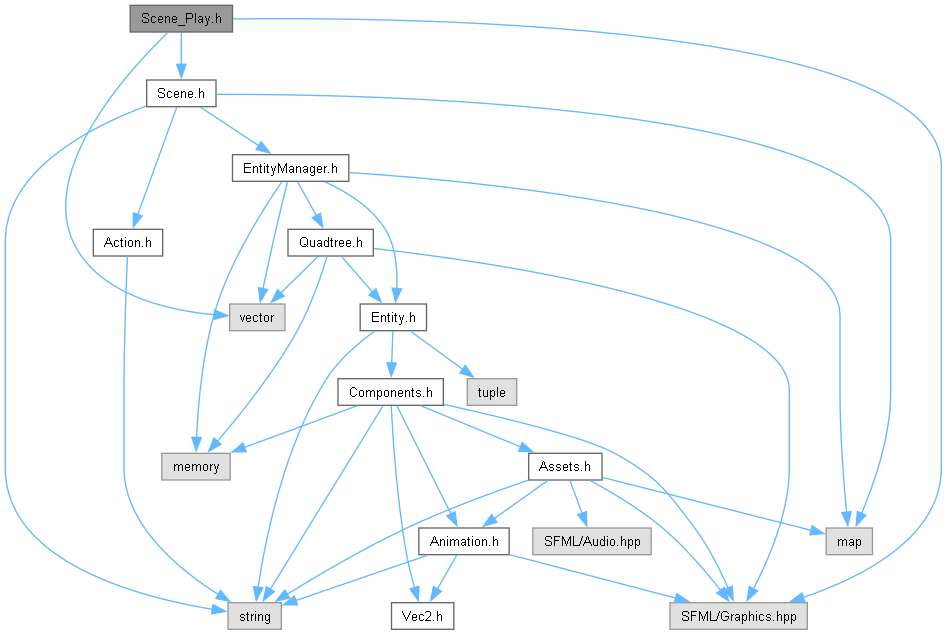 Scene_Play.h
Scene.h
EntityManager.h
Action.h
Quadtree.h
vector
Entity.h
Components.h
tuple
memory
Assets.h
Animation.h
SFML/Audio.hpp
map
string
Vec2.h
SFML/Graphics.hpp